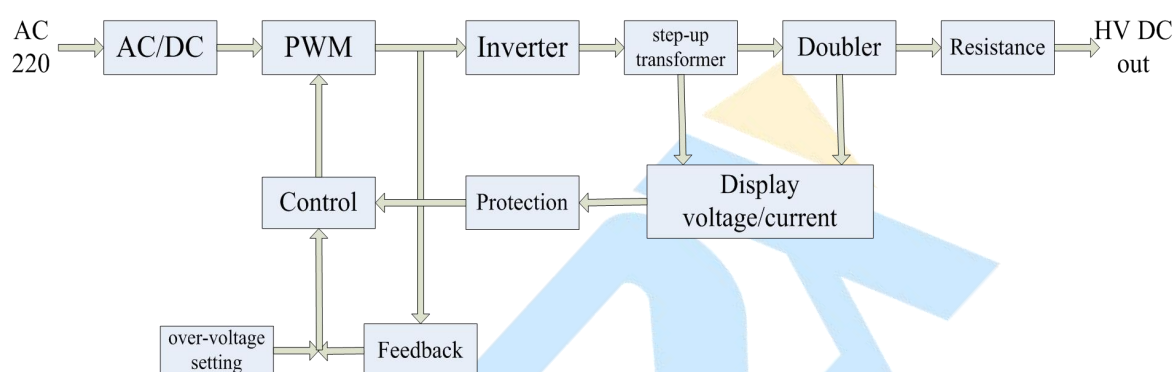 AC
220
AC/DC
PWM
Inverter
step-up
transformer
Doubler
Resistance
HV DC
out
Control
Protection
Display
voltage/current
over-voltage
setting
Feedback